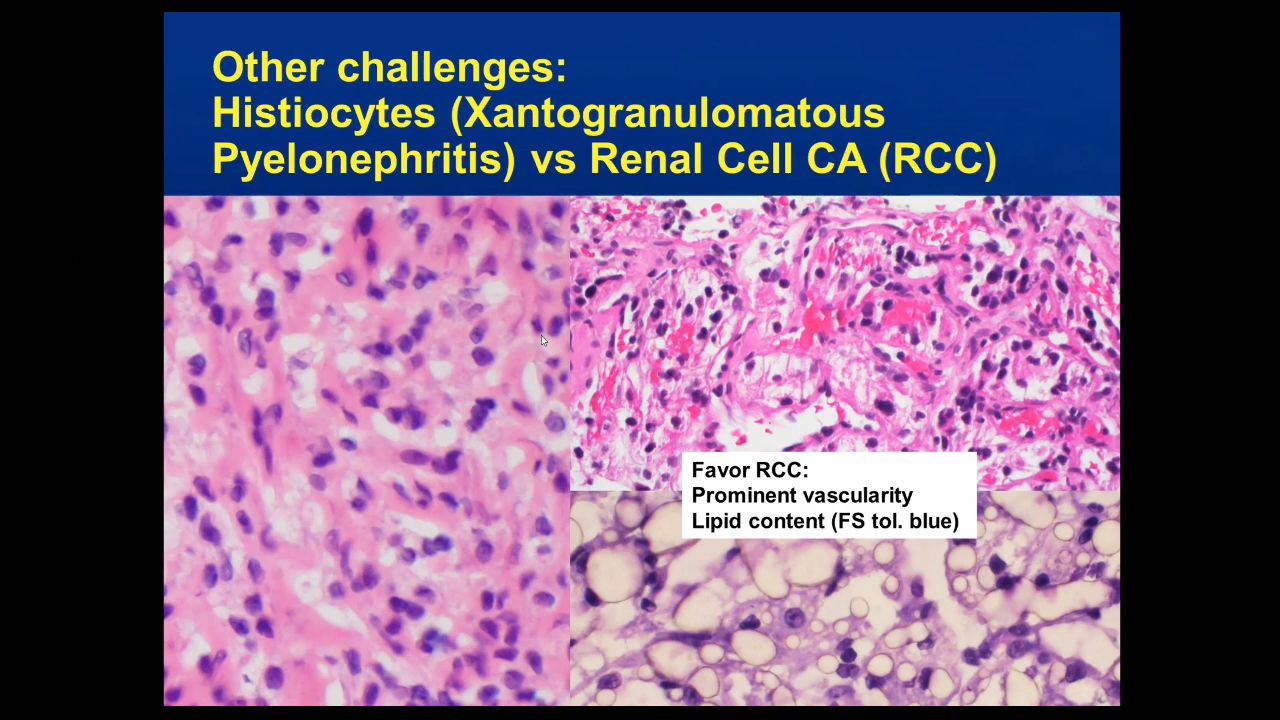 Other challenges:
Histiocytes (Xantogranulomatous
Pyelonephritis) vs Renal Cell CA (RCC)
Favor RCC:
Prominent vascularity
Lipid content (FS tol. blue)